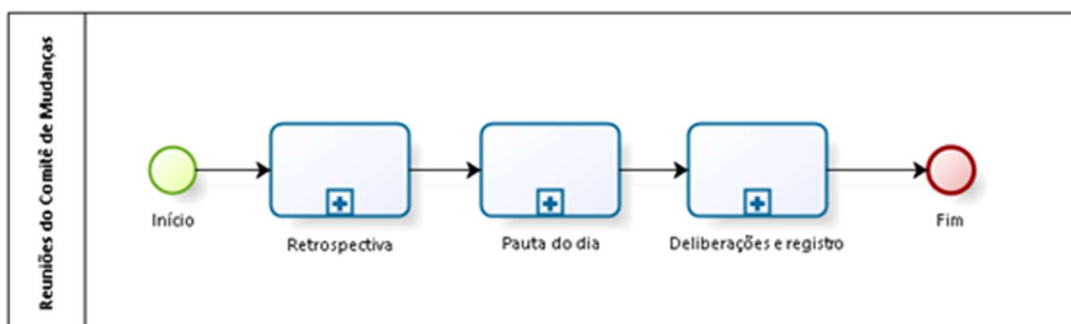 Reuniões do Comitê de Mudanças
Início
Retrospectiva
Pauta do dia
Deliberações e registro
Fim